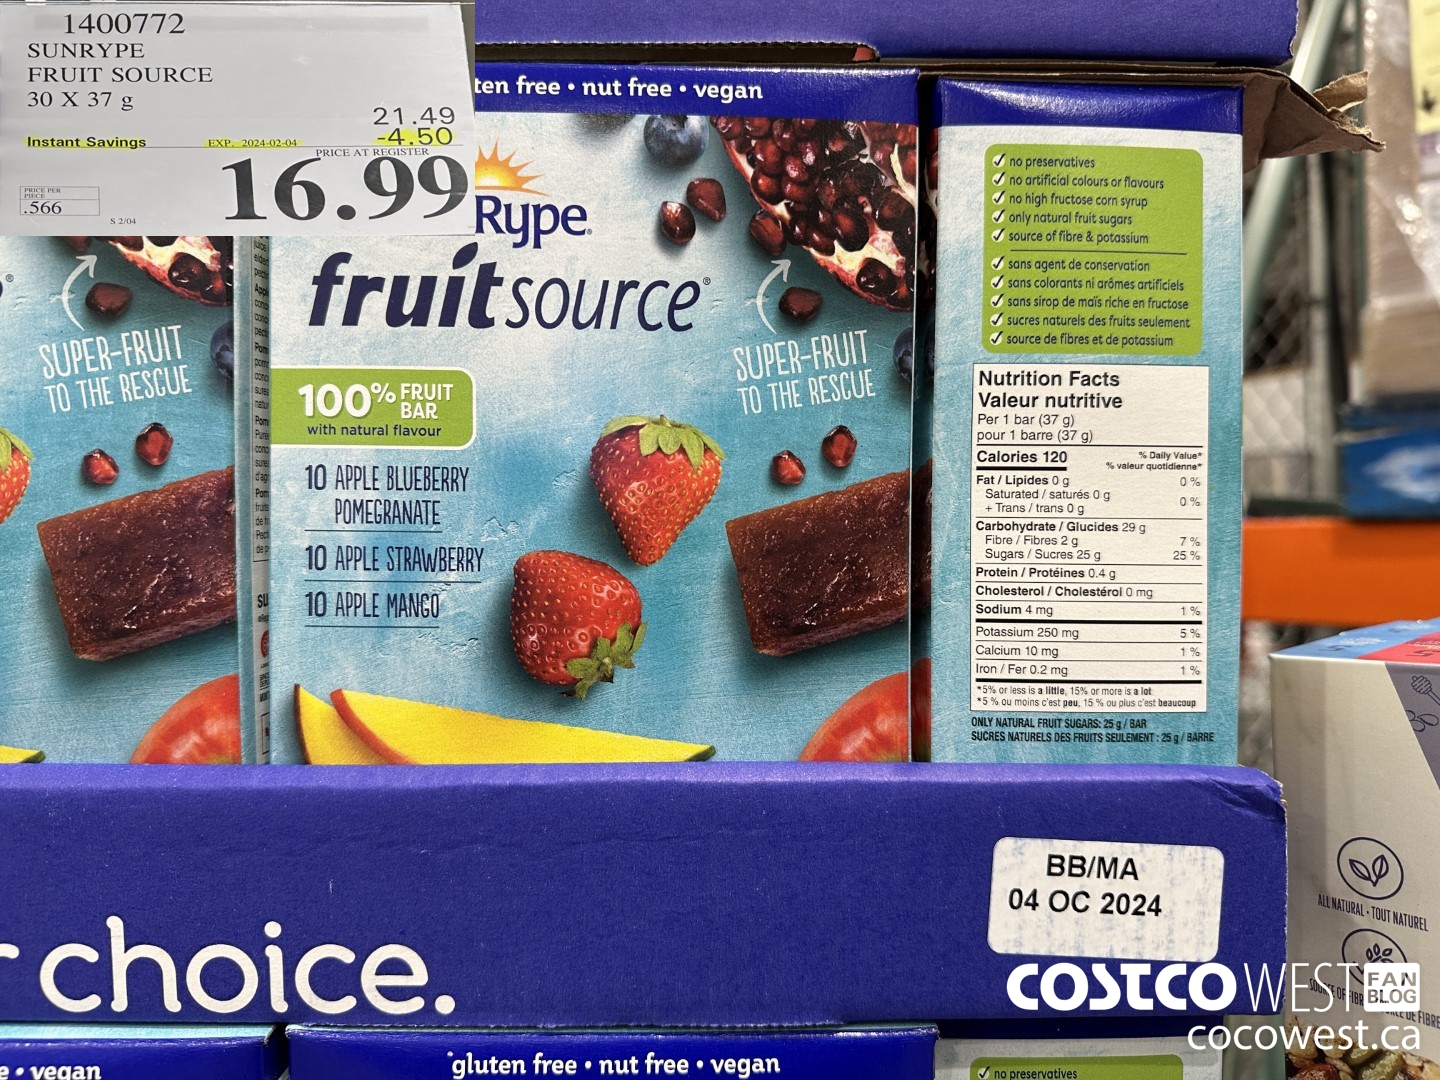 1400772
SUNRYPE
FRUIT SOURCE
30 X 37 g
21.49
Instant Savings EXP. 2024-02-04 -4.50
PRICE AT REGISTER
16.99
PRICE PER
PIECE
.566
S 2/04
ten free • nut free • vegan
Rype®
fruitsource®
SUPER-FRUIT
TO THE RESCUE
SUPER-FRUIT
TO THE RESCUE
100% FRUIT
BAR
with natural flavour
10 APPLE BLUEBERRY
POMEGRANATE
10 APPLE STRAWBERRY
10 APPLE MANGO
✓ no preservatives
✓ no artificial colours or flavours
✓ no high fructose corn syrup
✓ only natural fruit sugars
✓ source of fibre & potassium
✓ sans agent de conservation
✓ sans colorants ni arômes artificiels
✓ sans sirop de maïs riche en fructose
✓ sucres naturels des fruits seulement
✓ source de fibres et de potassium
Nutrition Facts
Valeur nutritive
Per 1 bar (37 g)
pour 1 barre (37 g)
Calories 120 % Daily Value*
% valeur quotidienne*
Fat / Lipides 0 g 0 %
Saturated / saturés 0 g
+ Trans / trans 0 g 0 %
Carbohydrate / Glucides 29 g
Fibre / Fibres 2 g 7 %
Sugars / Sucres 25 g 25 %
Protein / Protéines 0.4 g
Cholesterol / Cholestérol 0 mg
Sodium 4 mg 1 %
Potassium 250 mg 5 %
Calcium 10 mg 1 %
Iron / Fer 0.2 mg 1 %
*5% or less is a little, 15% or more is a lot
*5 % ou moins c'est peu, 15 % ou plus c'est beaucoup
ONLY NATURAL FRUIT SUGARS: 25 g / BAR
SUCRES NATURELS DES FRUITS SEULEMENT : 25 g / BARRE
BB/MA
04 OC 2024
choice.
ALL NATURAL • TOUT NATUREL
COSTCO WEST FAN
BLOG
cocowest.ca
e • vegan
gluten free • nut free • vegan
✓ no preservatives